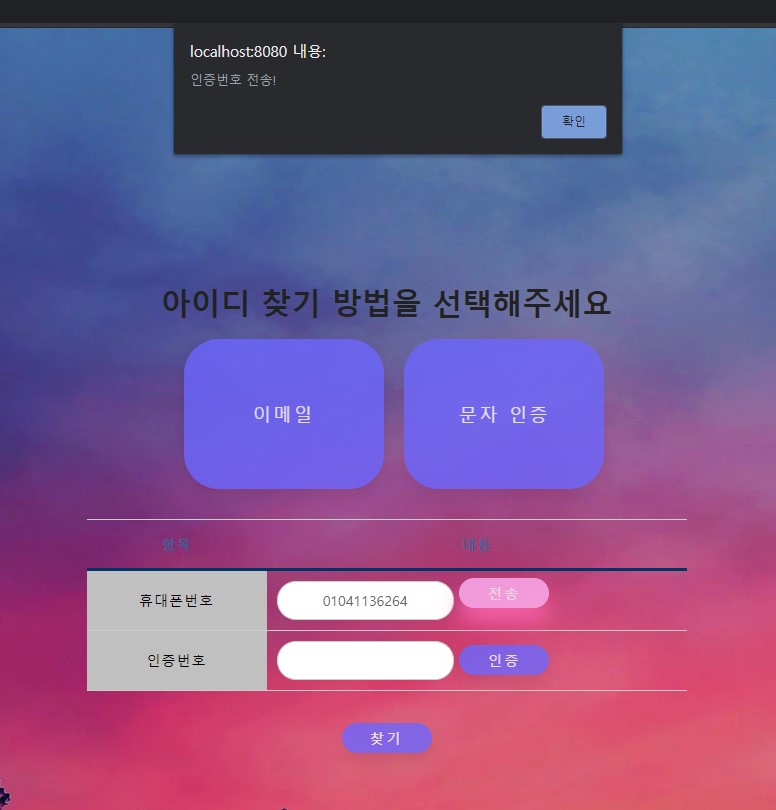 localhost:8080 내용:
인증번호 전송!
확인
아이디 찾기 방법을 선택해주세요
이메일 문자 인증
항목 내용
휴대폰번호 01041136264 전송
인증번호 인증
찾기